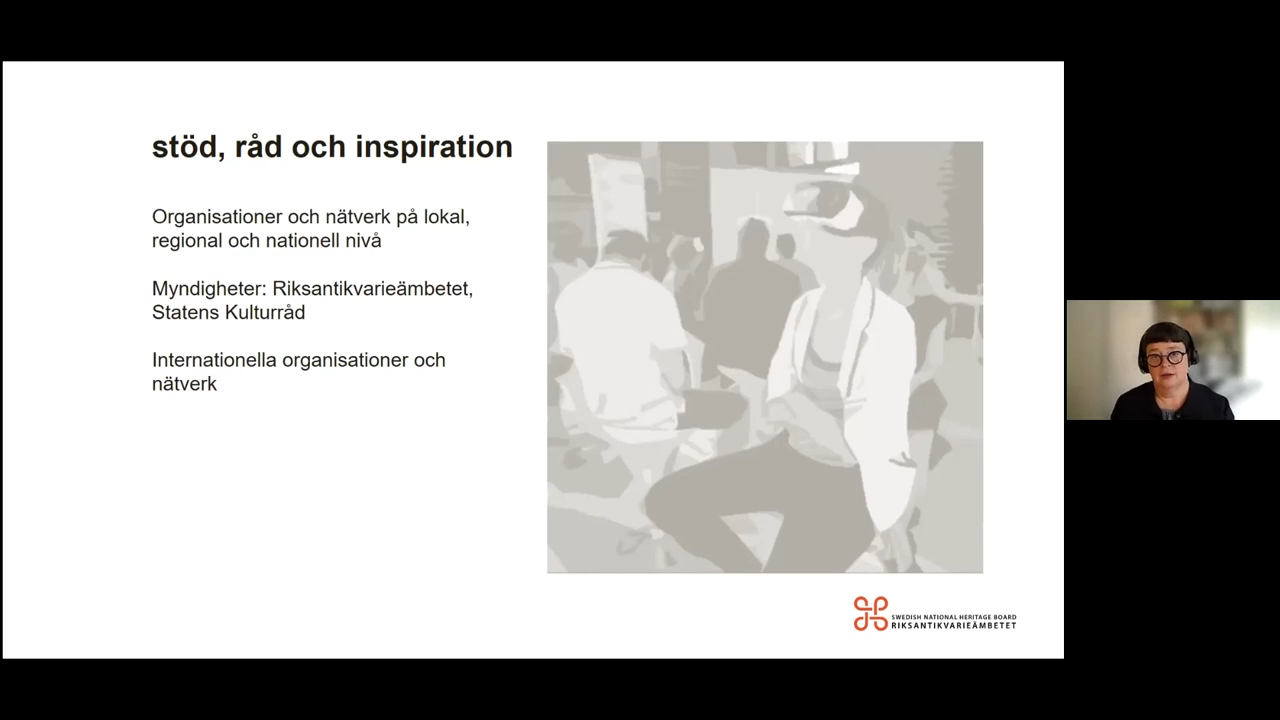 stöd, råd och inspiration
Organisationer och nätverk på lokal,
regional och nationell nivå
Myndigheter: Riksantikvarieämbetet,
Statens Kulturråd
Internationella organisationer och
nätverk
SWEDISH NATIONAL HERITAGE BOARD
RIKSANTIKVARIEÄMBETET